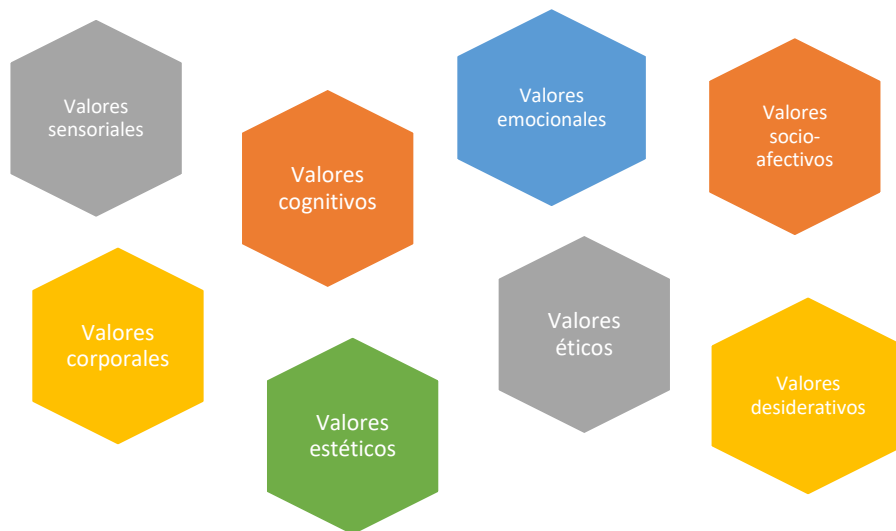 Valores
sensoriales
Valores
cognitivos
Valores
emocionales
Valores
socio-
afectivos
Valores
corporales
Valores
estéticos
Valores
éticos
Valores
desiderativos